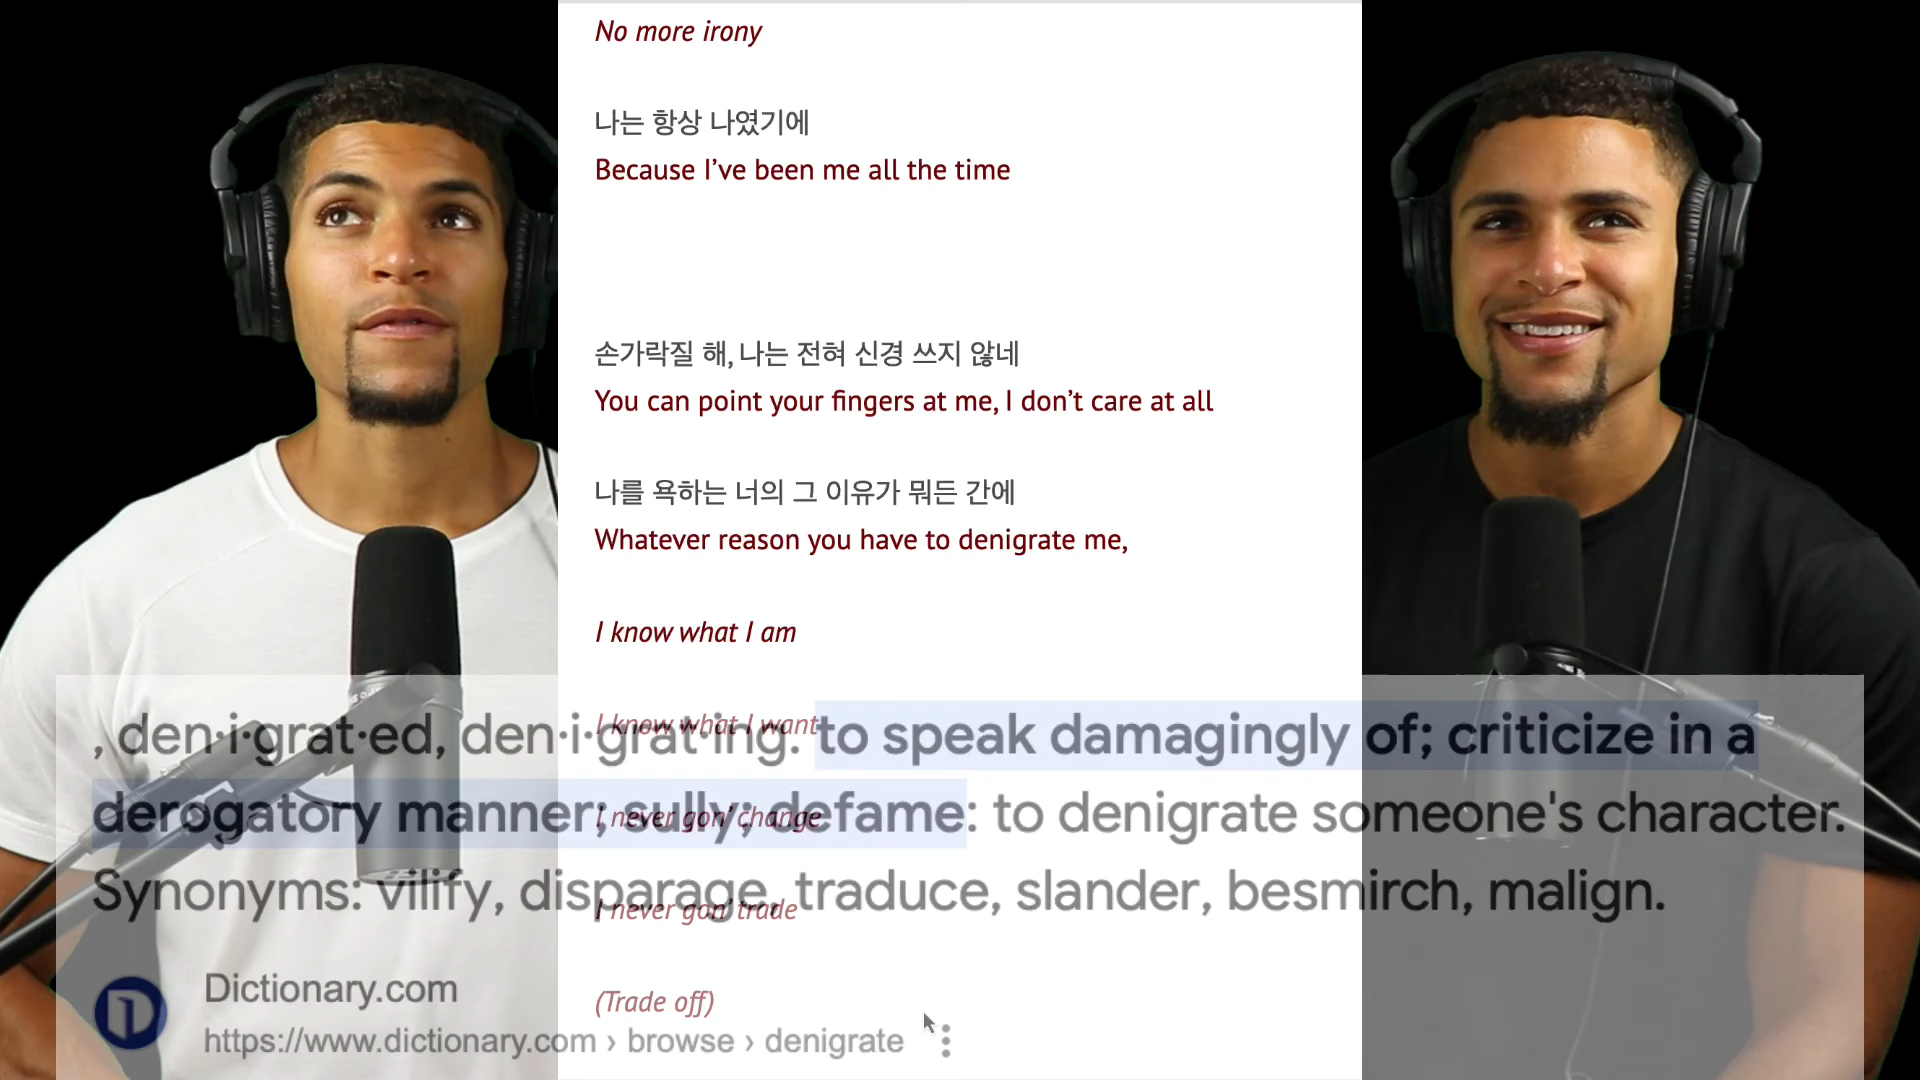 No more irony
나는 항상 나였기에
Because I’ve been me all the time
손가락질 해, 나는 전혀 신경 쓰지 않네
You can point your fingers at me, I don’t care at all
나를 욕하는 너의 그 이유가 뭐든 간에
Whatever reason you have to denigrate me,
I know what I am
I know what I want
, den·i·grat·ed, den·i·grat·ing. to speak damagingly of; criticize in a
derogatory manner; sully; defame: to denigrate someone's character.
I never gon’ change
Synonyms: vilify, disparage, traduce, slander, besmirch, malign.
I never gon’ trade
Dictionary.com
(Trade off)
https://www.dictionary.com › browse › denigrate